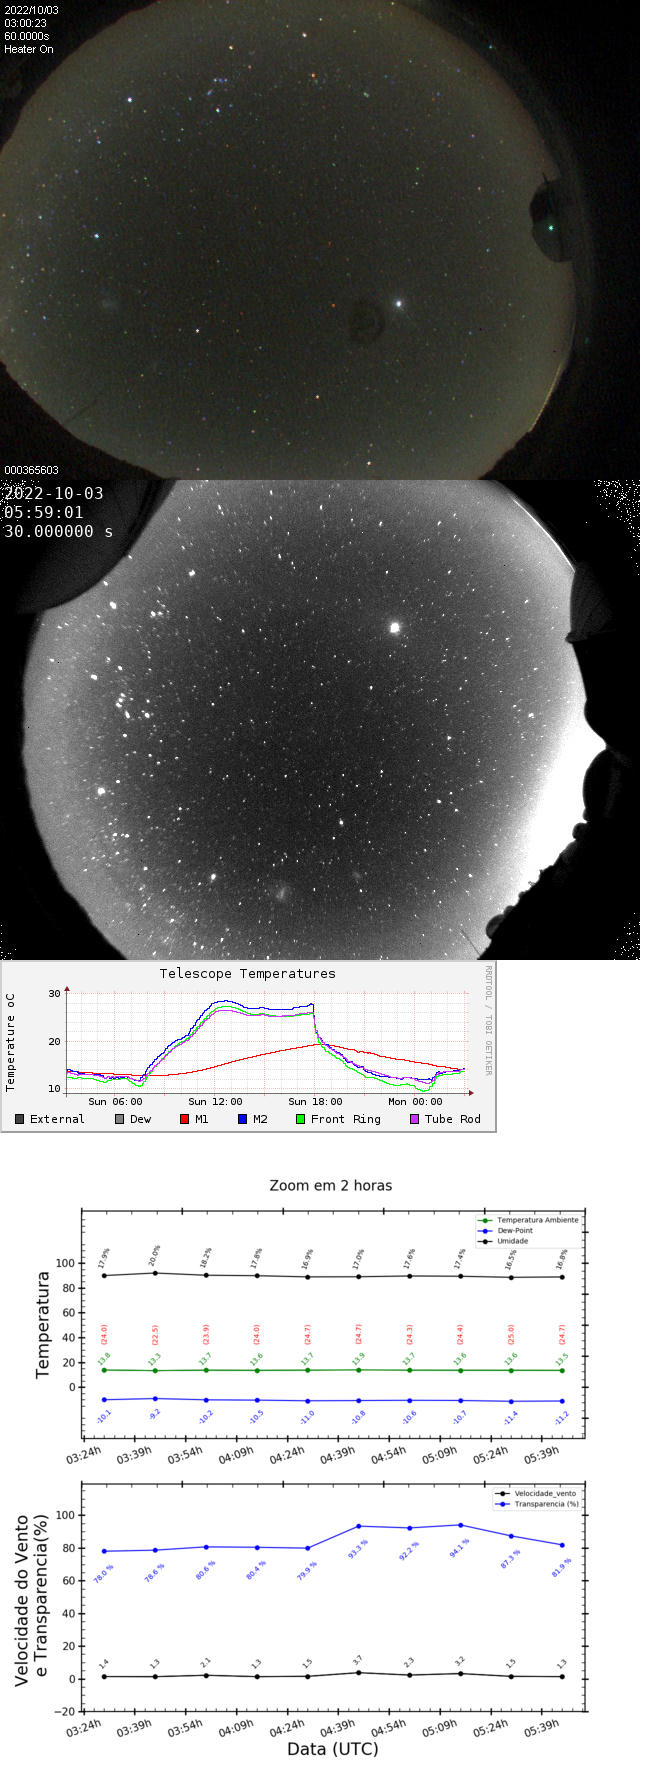 2022/10/03
03:00:23
60.0000s
Heater On
000365603
2022-10-03
05:59:01
30.000000 s
Telescope Temperatures
RRDTOOL / TOBI OETIKER
Temperature oC
30
20
10
Sun 06:00 Sun 12:00 Sun 18:00 Mon 00:00
External Dew M1 M2 Front Ring Tube Rod
Zoom em 2 horas
Temperatura Ambiente
Dew-Point
Umidade
Temperatura
100
80
60
40
20
0
17.9% 20.0% 18.2% 17.8% 16.9% 17.0% 17.6% 17.4% 16.5% 16.8%
(24.0) (22.5) (23.9) (24.0) (24.7) (24.7) (24.3) (24.4) (25.0) (24.7)
13.8 13.3 13.7 13.6 13.7 13.9 13.7 13.6 13.6 13.5
-10.1 -9.2 -10.2 -10.5 -11.0 -10.8 -10.6 -10.7 -11.4 -11.2
03:24h 03:39h 03:54h 04:09h 04:24h 04:39h 04:54h 05:09h 05:24h 05:39h
Velocidade_vento
Transparencia (%)
Velocidade do Vento
e Transparencia(%)
100
80
60
40
20
0
−20
78.0 % 78.6 % 80.6 % 80.4 % 79.9 % 93.3 % 92.2 % 94.1 % 87.3 % 81.9 %
1.4 1.3 2.1 1.3 1.5 3.7 2.3 3.2 1.5 1.3
03:24h 03:39h 03:54h 04:09h 04:24h 04:39h 04:54h 05:09h 05:24h 05:39h
Data (UTC)